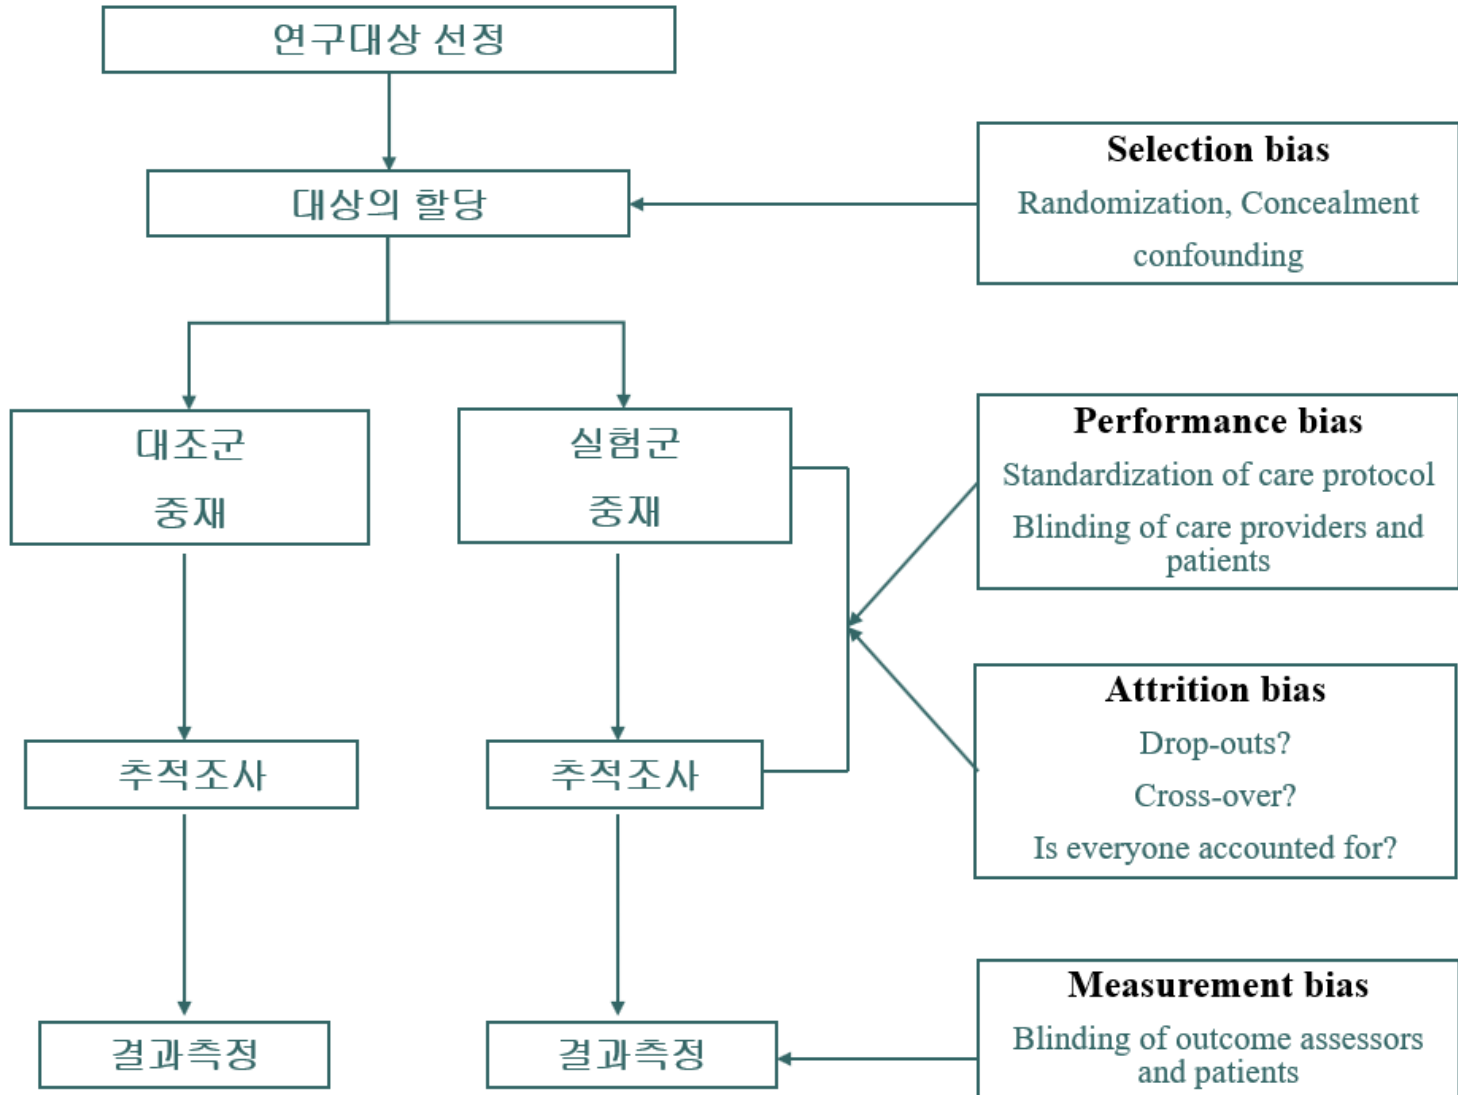 연구대상 선정
대상의 할당
Selection bias
Randomization, Concealment
confounding
대조군
중재
실험군
중재
Performance bias
Standardization of care protocol
Blinding of care providers and
patients
추적조사
추적조사
Attrition bias
Drop-outs?
Cross-over?
Is everyone accounted for?
결과측정
결과측정
Measurement bias
Blinding of outcome assessors
and patients